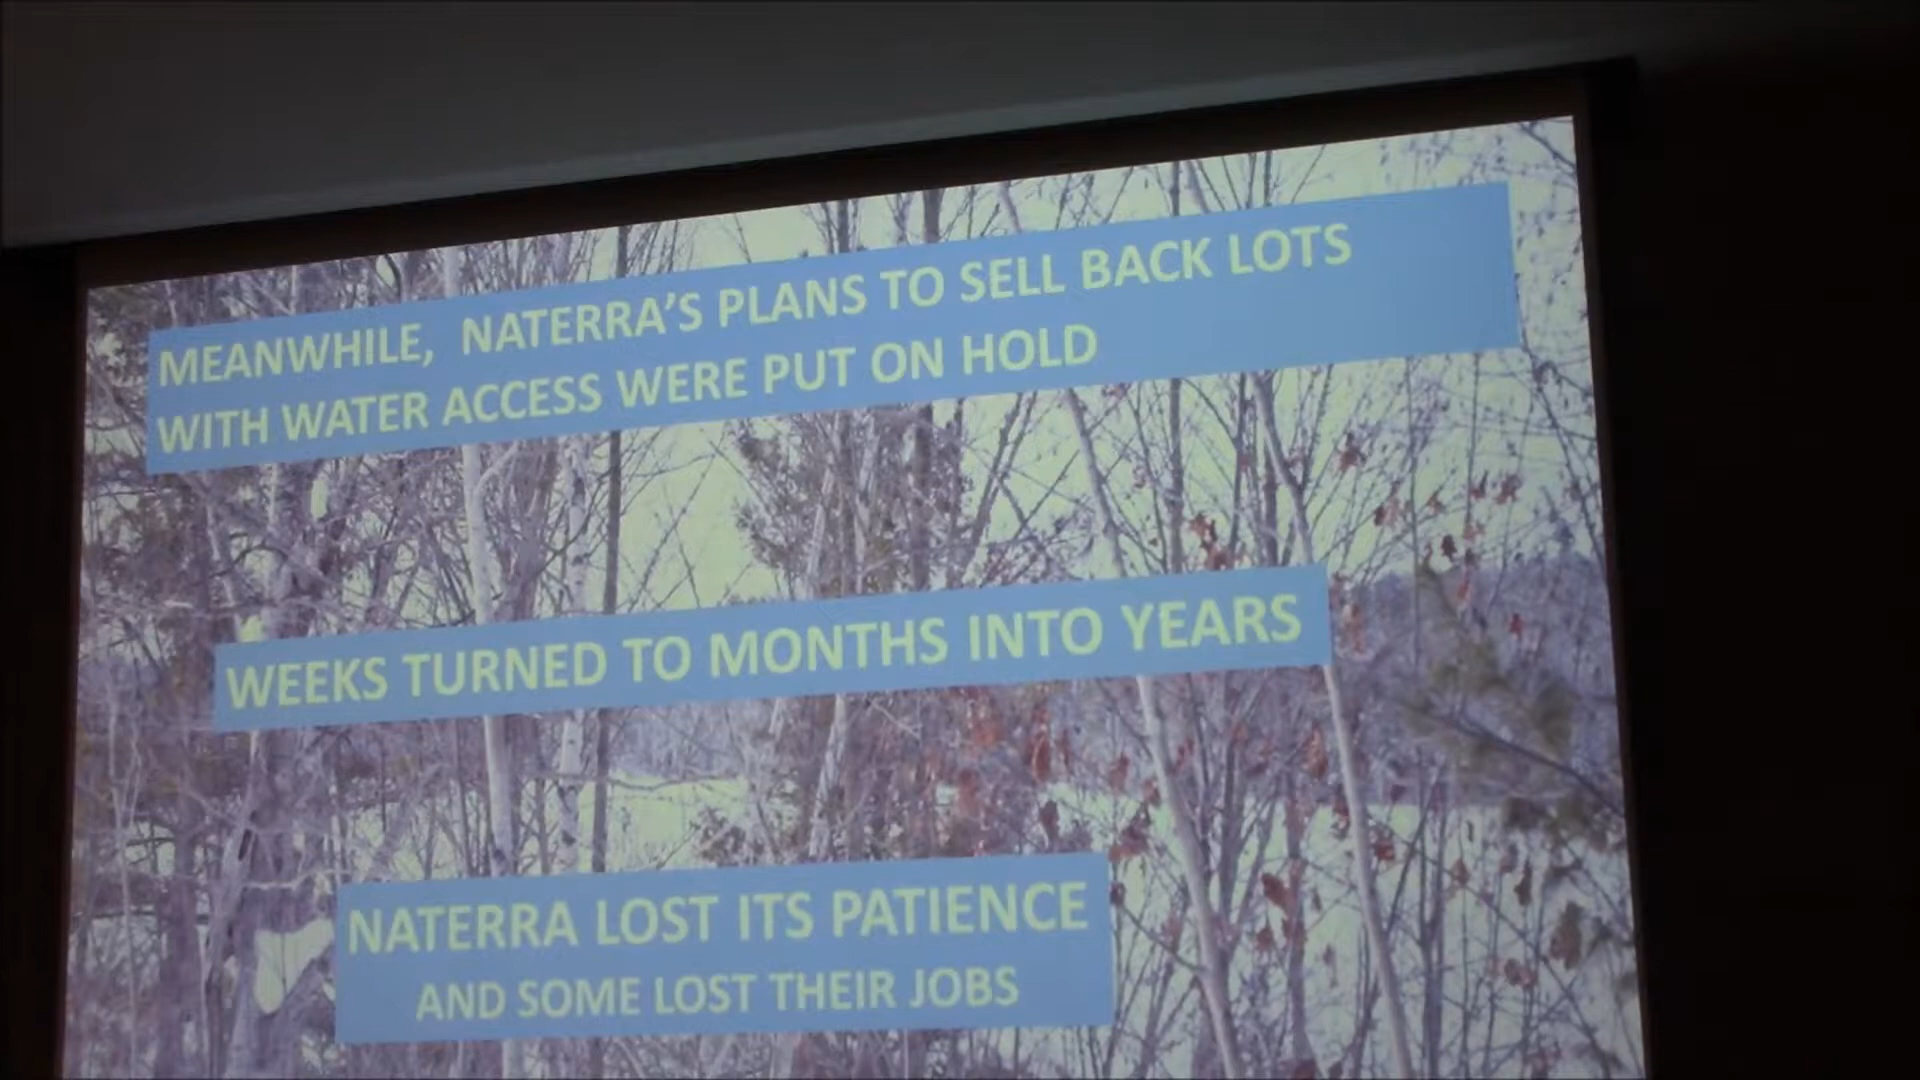 MEANWHILE, NATERRA'S PLANS TO SELL BACK LOTS
WITH WATER ACCESS WERE PUT ON HOLD
WEEKS TURNED TO MONTHS INTO YEARS
NATERRA LOST ITS PATIENCE
AND SOME LOST THEIR JOBS